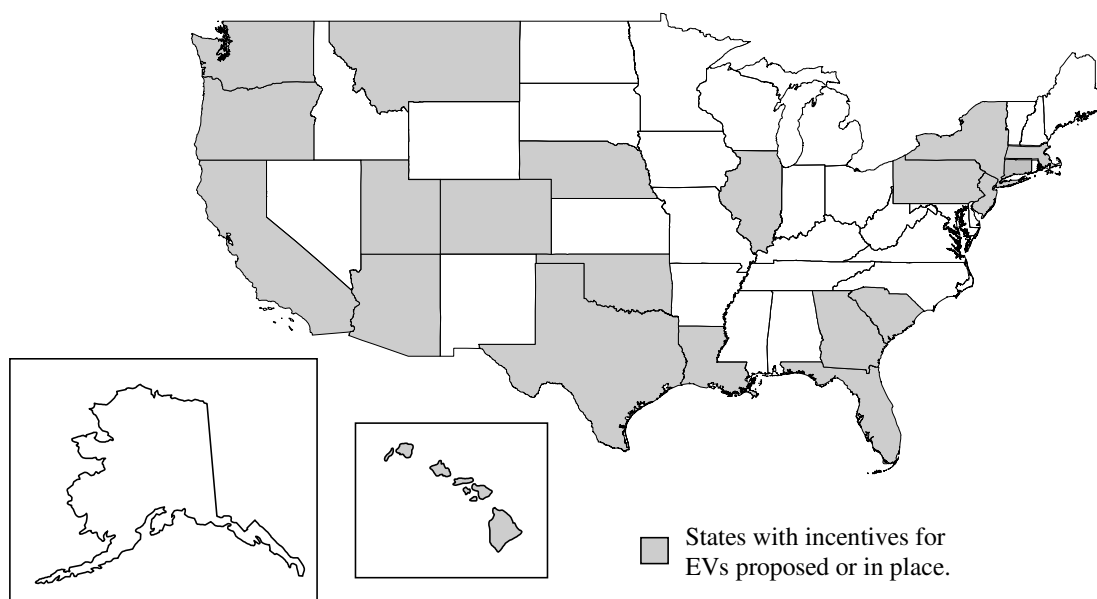 States with incentives for
EVs proposed or in place.